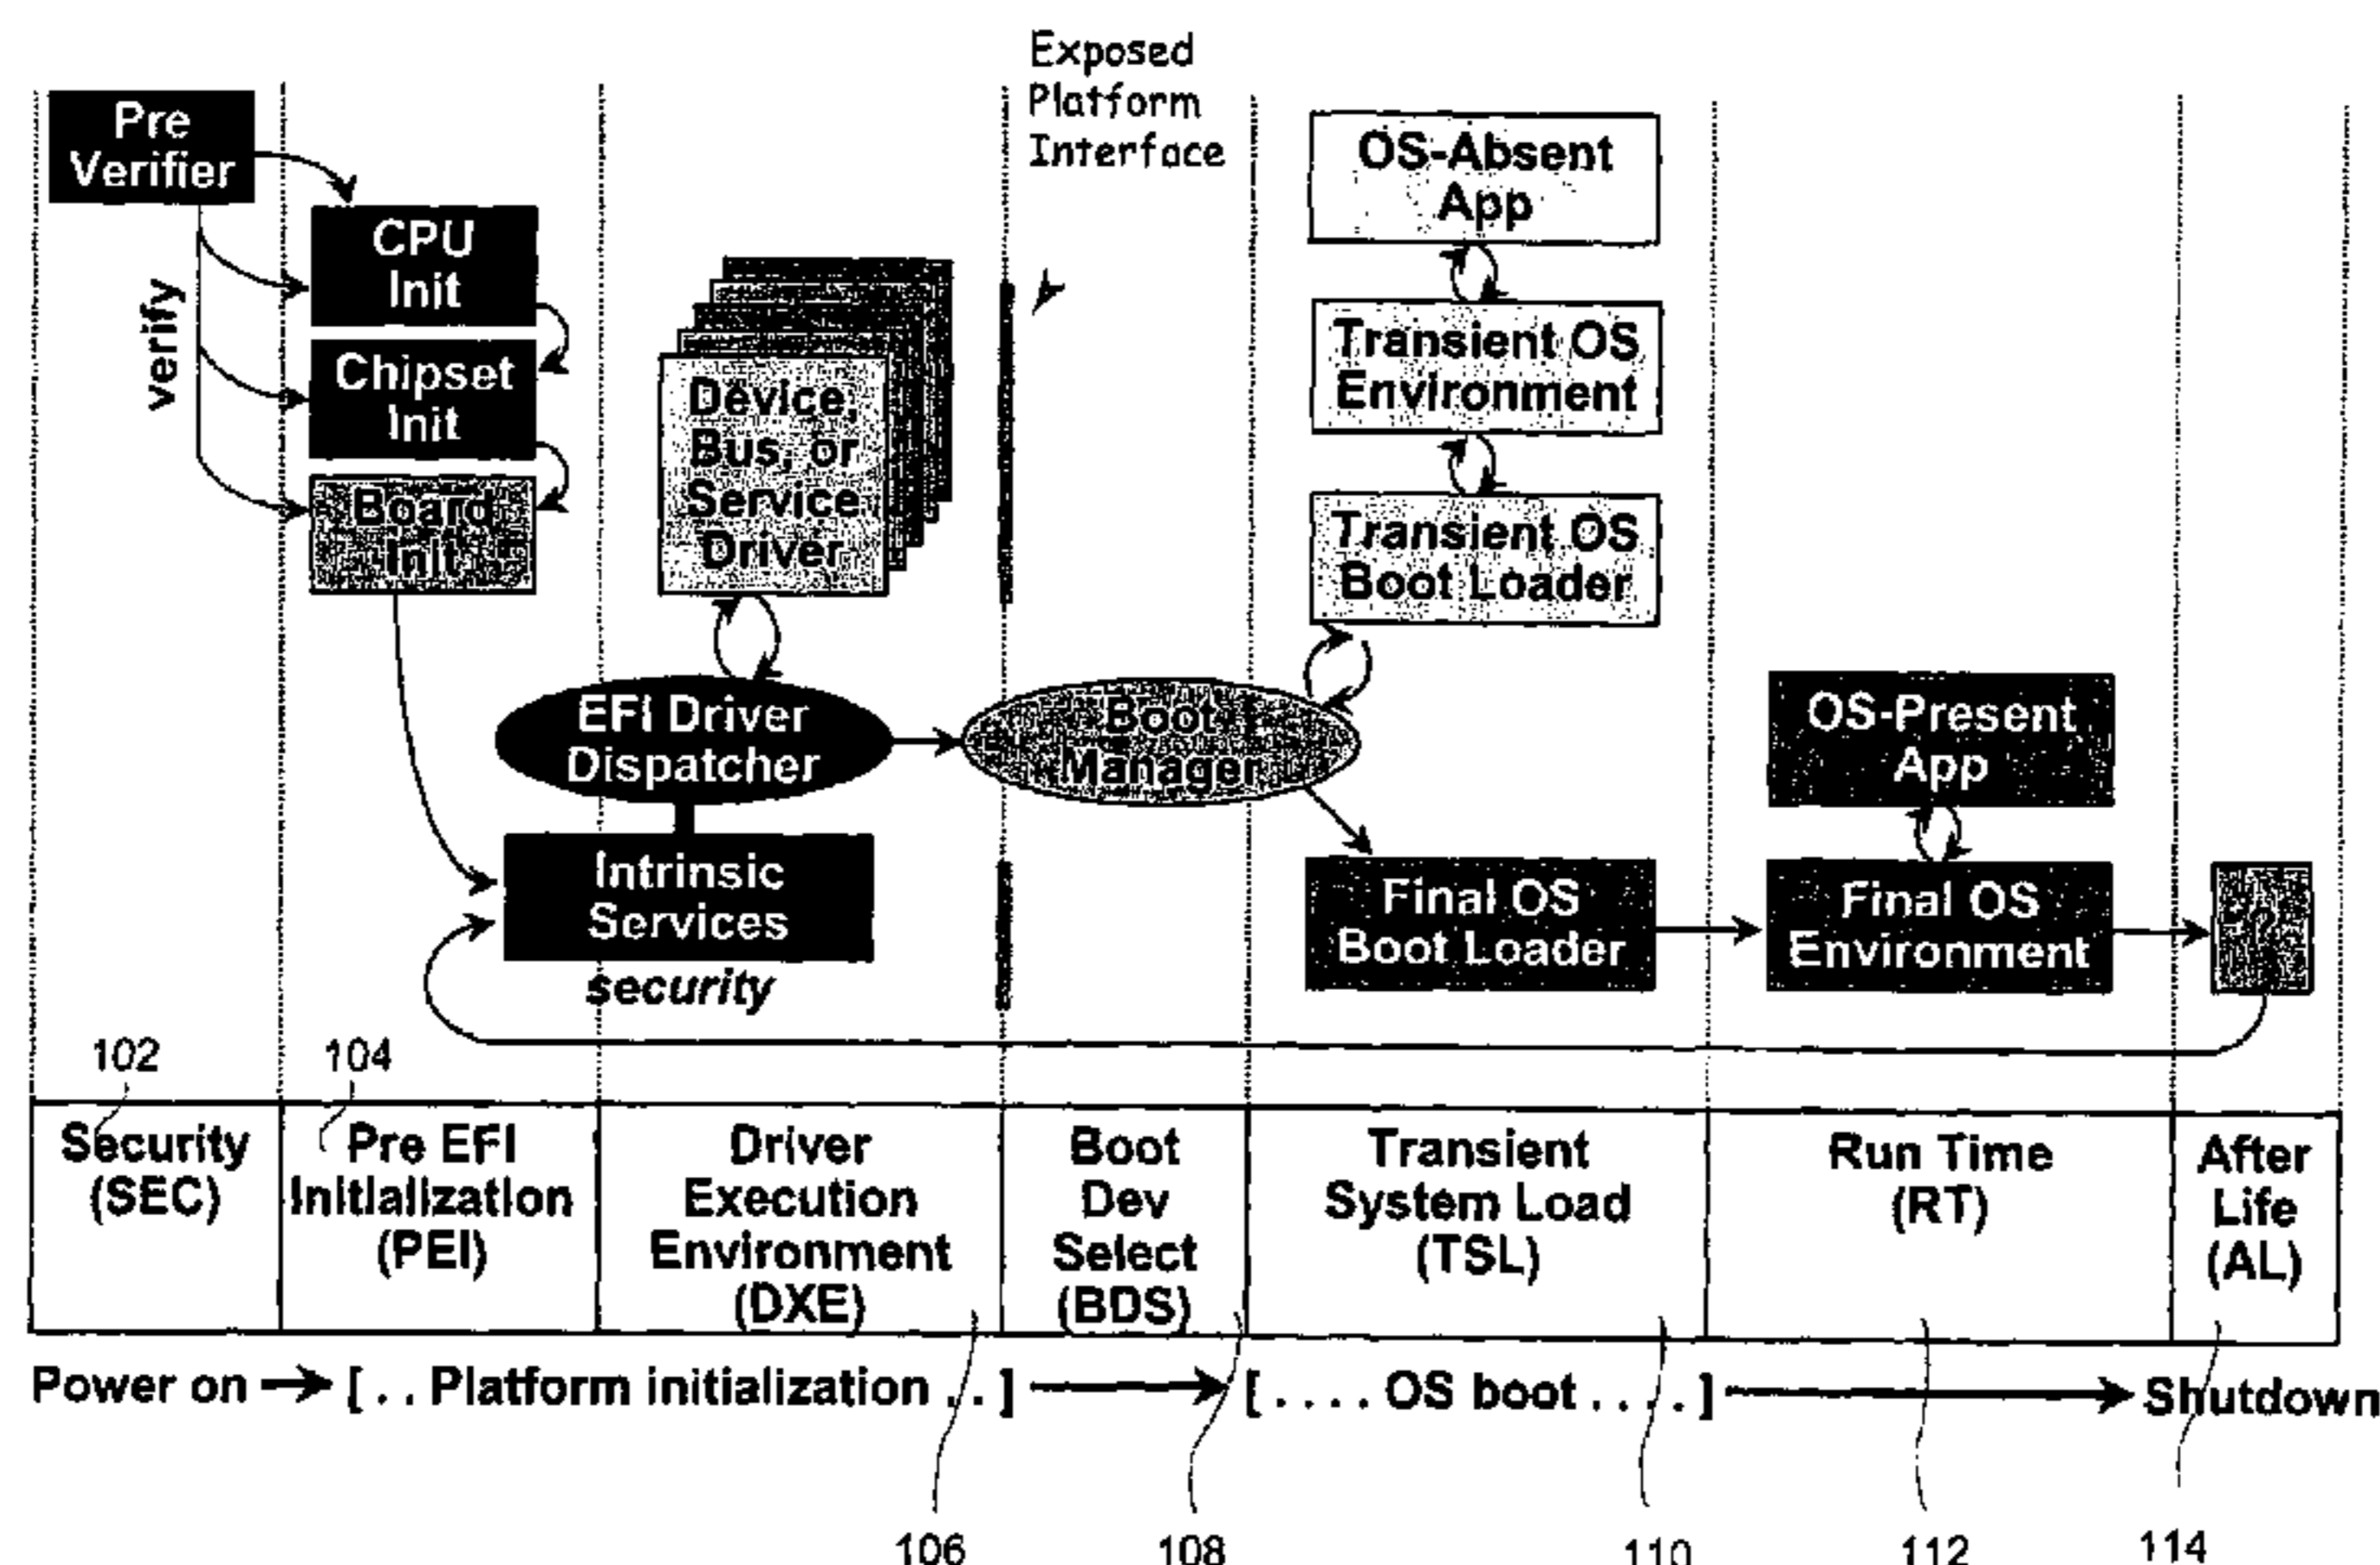 Exposed
Platform
Interface
Pre
Verifier
verify
CPU
Init
Chipset
Init
Board
Init
Device,
Bus, or
Service
Driver
EFI Driver
Dispatcher
Intrinsic
Services
security
Boot
Manager
OS-Absent
App
Transient OS
Environment
Transient OS
Boot Loader
Final OS
Boot Loader
OS-Present
App
Final OS
Environment
?
102
104
Security
(SEC)
Pre EFI
Initialization
(PEI)
Driver
Execution
Environment
(DXE)
Boot
Dev
Select
(BDS)
Transient
System Load
(TSL)
Run Time
(RT)
After
Life
(AL)
Power on [ . . Platform initialization . . ] [ . . . . OS boot . . . . ] Shutdown
106
108
110
112
114